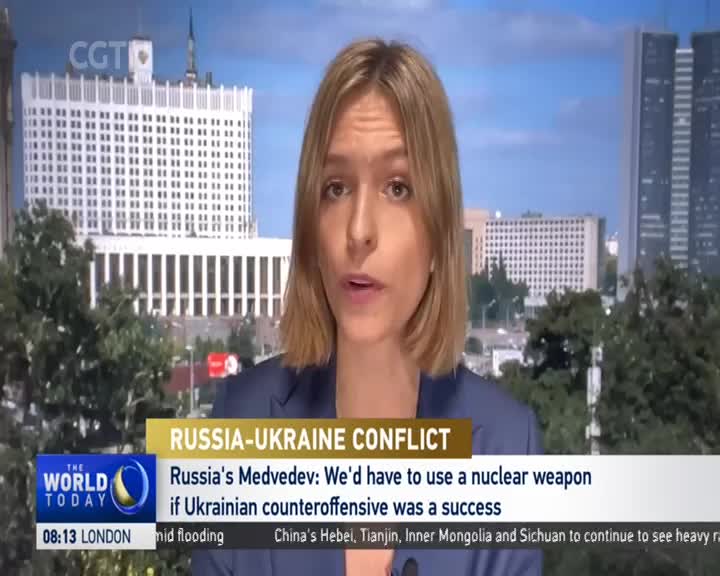 CGT
RUSSIA-UKRAINE CONFLICT
Russia's Medvedev: We'd have to use a nuclear weapon
if Ukrainian counteroffensive was a success
THE
WORLD
TODAY
08:13 LONDON
mid flooding China's Hebei, Tianjin, Inner Mongolia and Sichuan to continue to see heavy ra